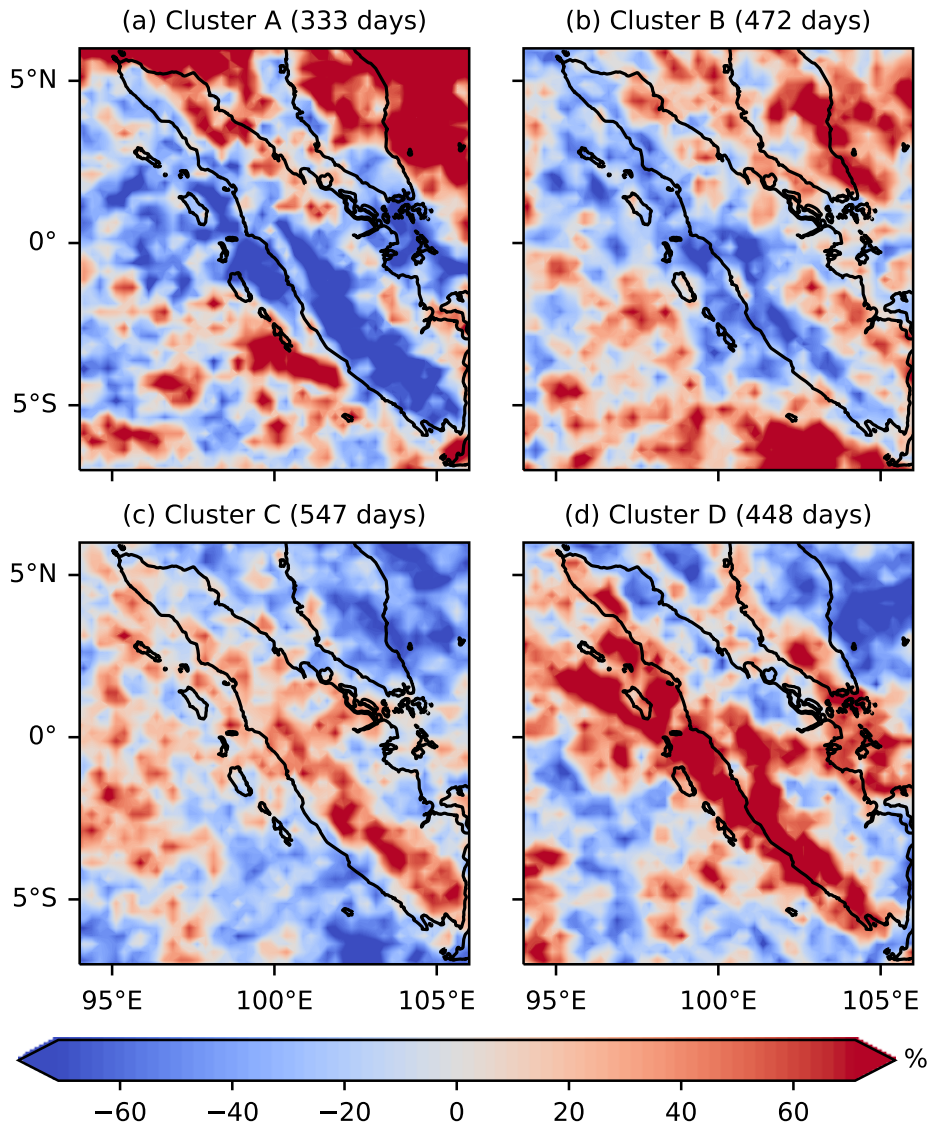 (a) Cluster A (333 days)
(b) Cluster B (472 days)
5°N
0°
5°S
(c) Cluster C (547 days)
(d) Cluster D (448 days)
5°N
0°
5°S
95°E 100°E 105°E
95°E 100°E 105°E
%
−60 −40 −20 0 20 40 60